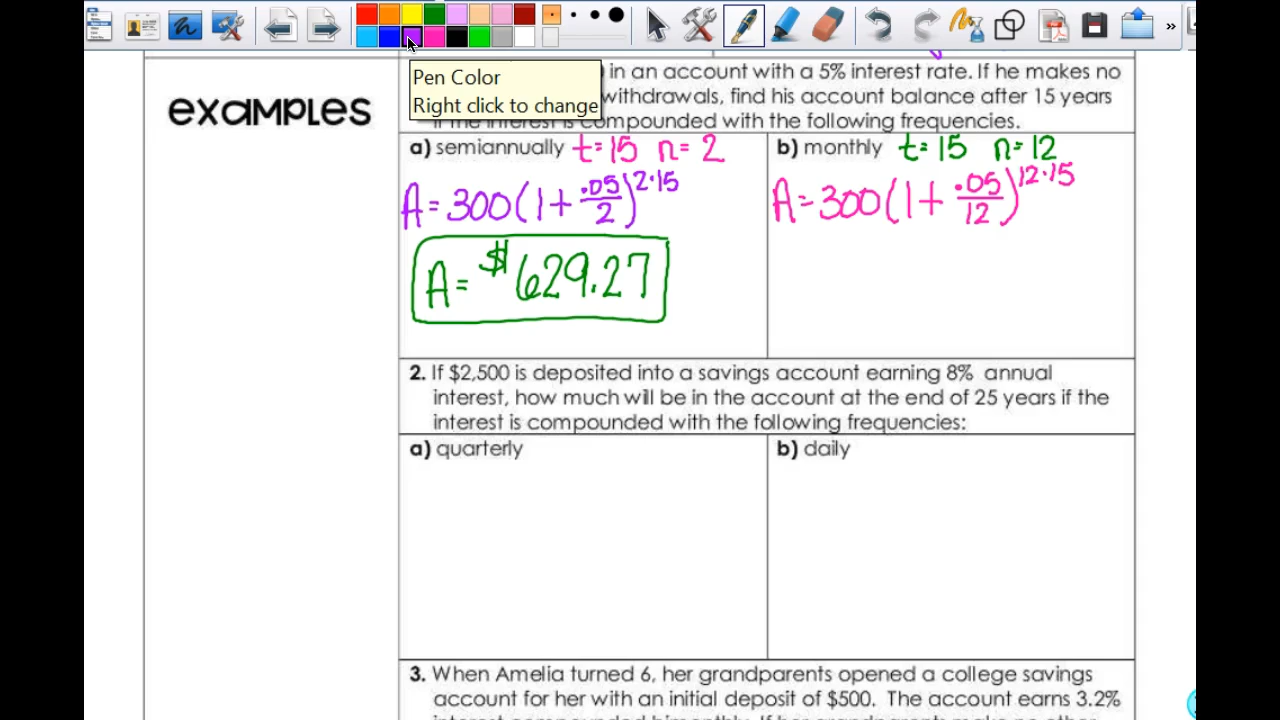 Pen Color
Right click to change
in an account with a 5% interest rate. If he makes no
withdrawals, find his account balance after 15 years
if the interest is compounded with the following frequencies.
examples
a) semiannually t=15 n=2
b) monthly t=15 n=12
A=300(1+.05/2)^2·15
A=300(1+.05/12)^12·15
A=$629.27
2. If $2,500 is deposited into a savings account earning 8% annual
interest, how much will be in the account at the end of 25 years if the
interest is compounded with the following frequencies:
a) quarterly
b) daily
3. When Amelia turned 6, her grandparents opened a college savings
account for her with an initial deposit of $500. The account earns 3.2%